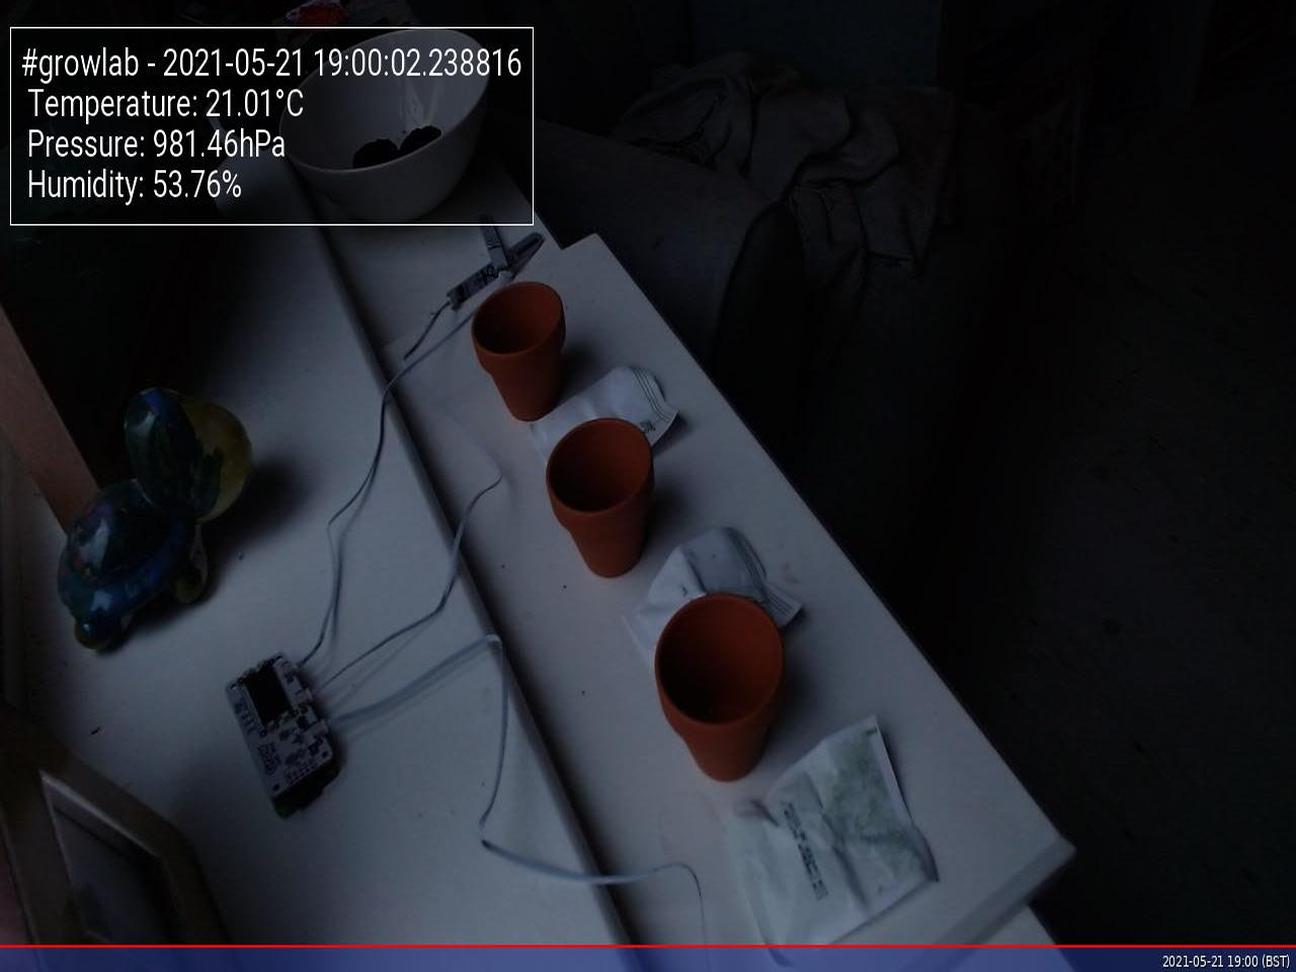 #growlab - 2021-05-21 19:00:02.238816
Temperature: 21.01°C
Pressure: 981.46hPa
Humidity: 53.76%
2021-05-21 19:00 (BST)